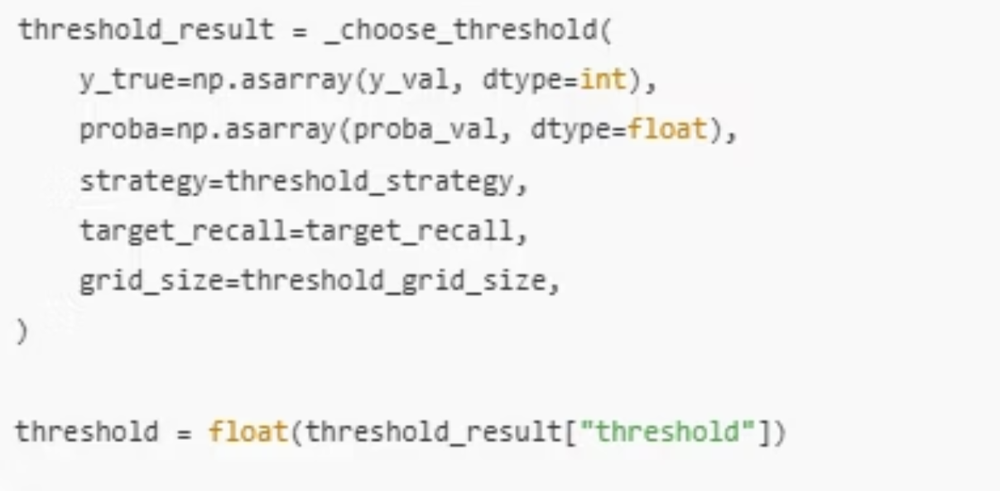 threshold_result = _choose_threshold(
    y_true=np.asarray(y_val, dtype=int),
    proba=np.asarray(proba_val, dtype=float),
    strategy=threshold_strategy,
    target_recall=target_recall,
    grid_size=threshold_grid_size,
)
threshold = float(threshold_result["threshold"])